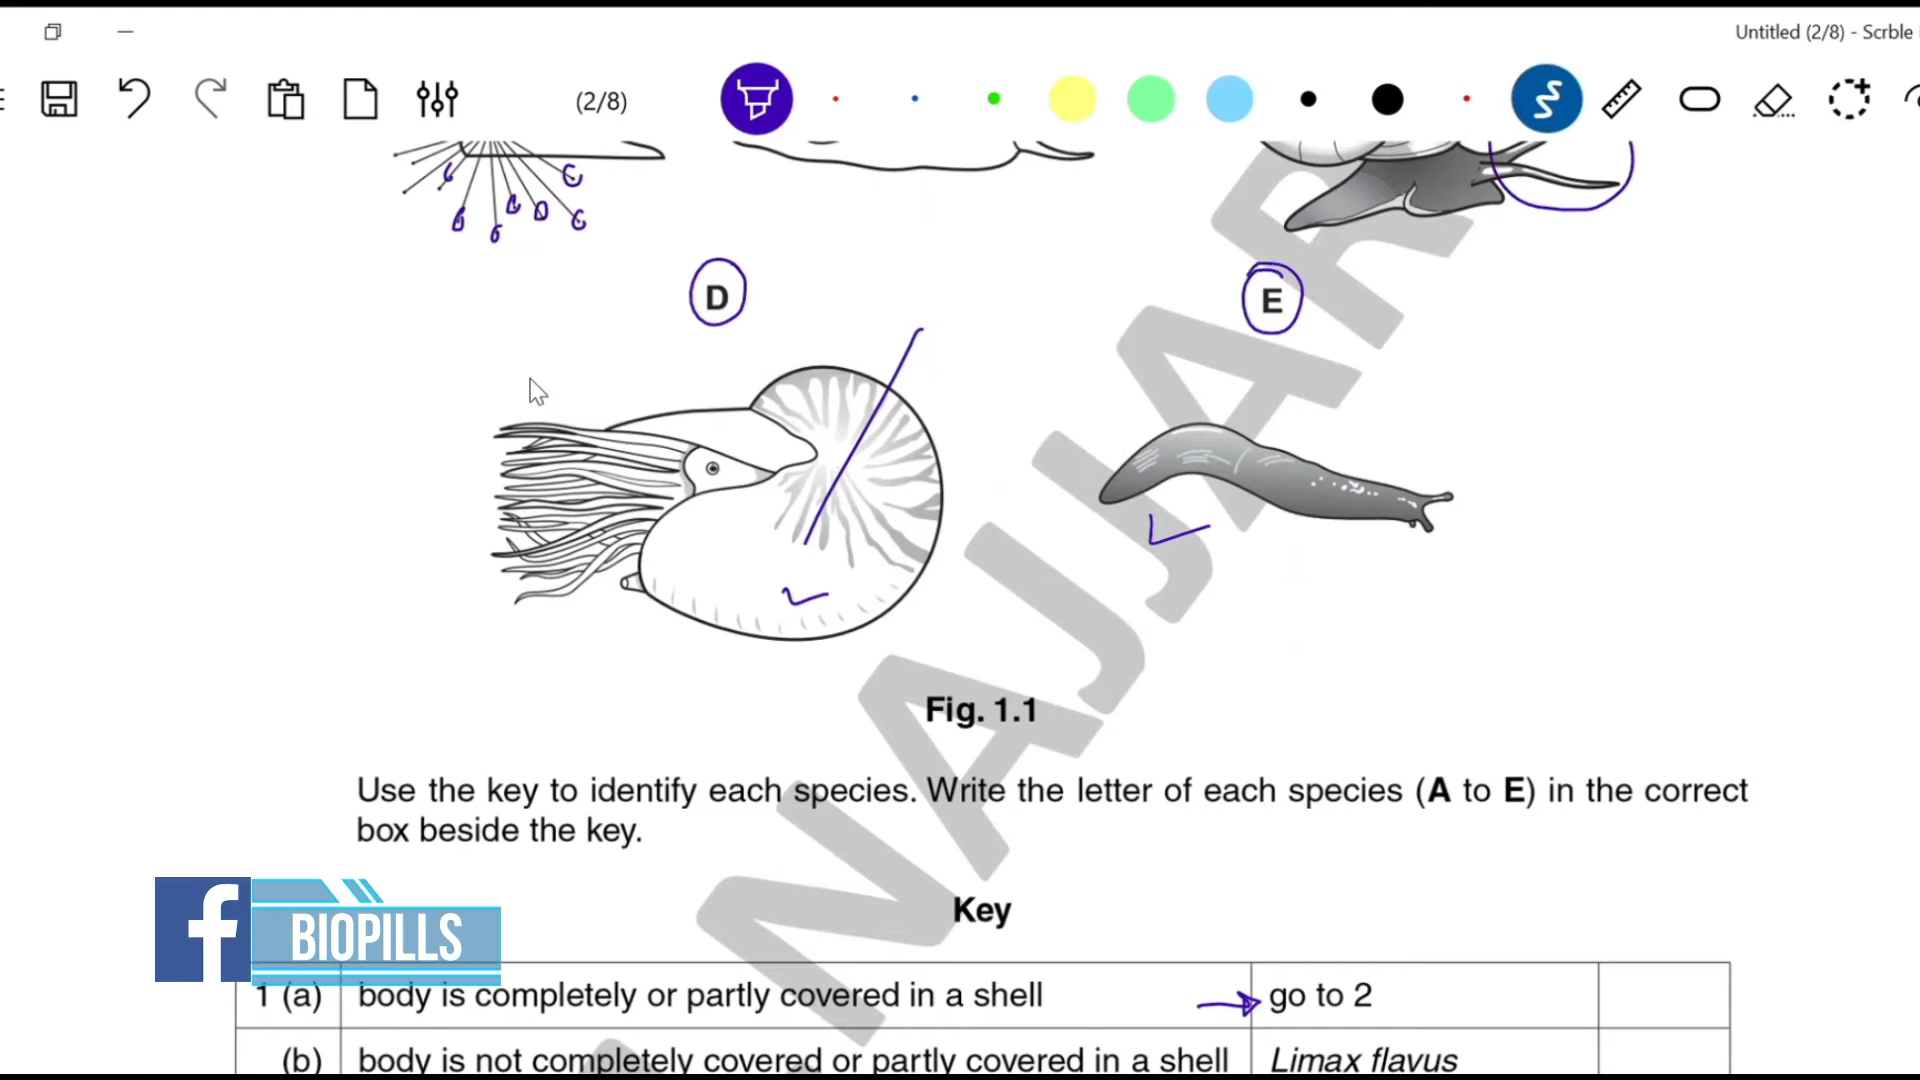 Untitled (2/8) - Scrble
(2/8)
D
E
NAJJAR
Fig. 1.1
Use the key to identify each species. Write the letter of each species (A to E) in the correct
box beside the key.
Key
f BIOPILLS
1 (a) body is completely or partly covered in a shell go to 2
(b) body is not completely covered or partly covered in a shell Limax flavus